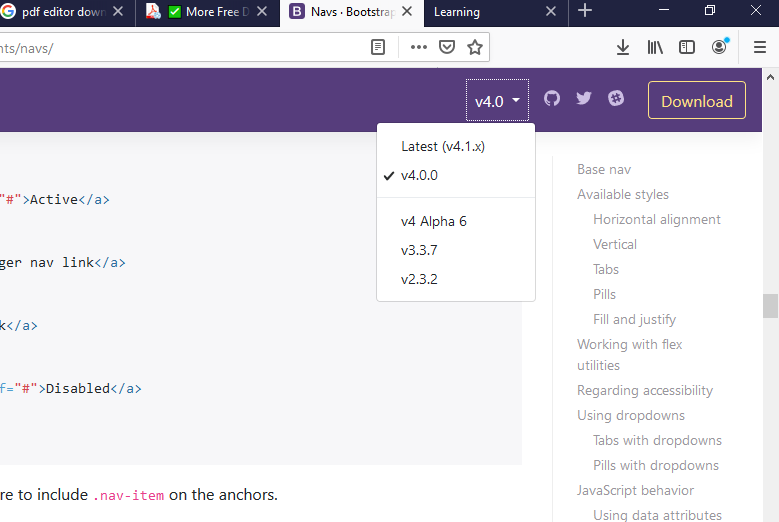 pdf editor down
More Free D
Navs · Bootstrap
Learning
nts/navs/
v4.0
Download
Latest (v4.1.x)
v4.0.0
v4 Alpha 6
v3.3.7
v2.3.2
"#">Active</a>
ger nav link</a>
k</a>
f="#">Disabled</a>
re to include .nav-item on the anchors.
Base nav
Available styles
Horizontal alignment
Vertical
Tabs
Pills
Fill and justify
Working with flex
utilities
Regarding accessibility
Using dropdowns
Tabs with dropdowns
Pills with dropdowns
JavaScript behavior
Using data attributes